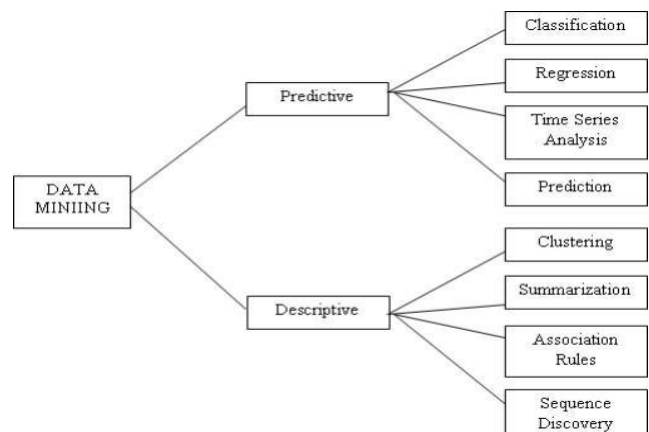 DATA
MINIING
Predictive
Classification
Regression
Time Series
Analysis
Prediction
Descriptive
Clustering
Summarization
Association
Rules
Sequence
Discovery